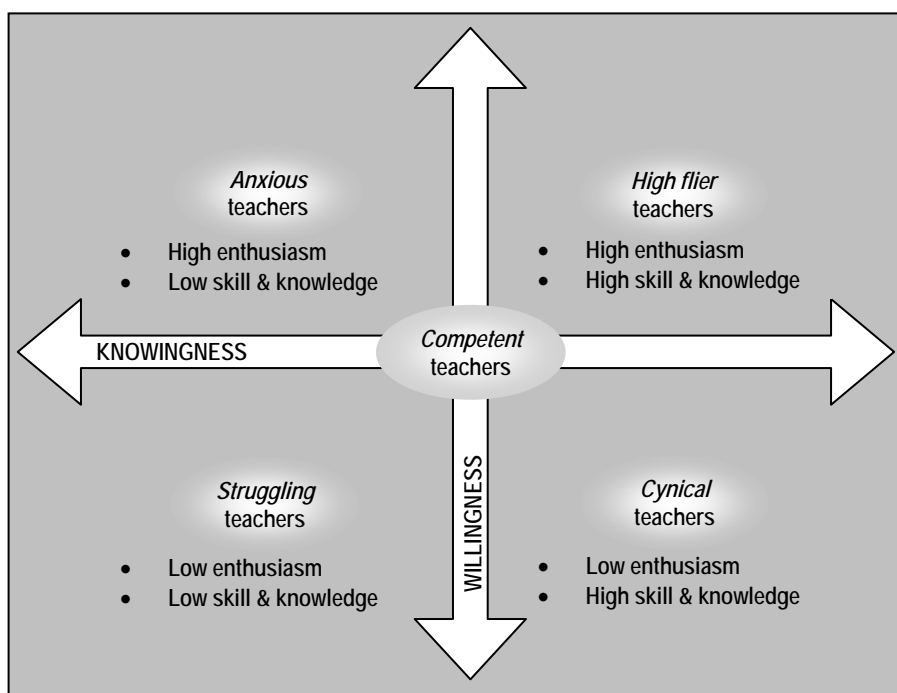 Anxious
teachers
• High enthusiasm
• Low skill & knowledge
High flier
teachers
• High enthusiasm
• High skill & knowledge
KNOWINGNESS
Competent
teachers
WILLINGNESS
Struggling
teachers
• Low enthusiasm
• Low skill & knowledge
Cynical
teachers
• Low enthusiasm
• High skill & knowledge